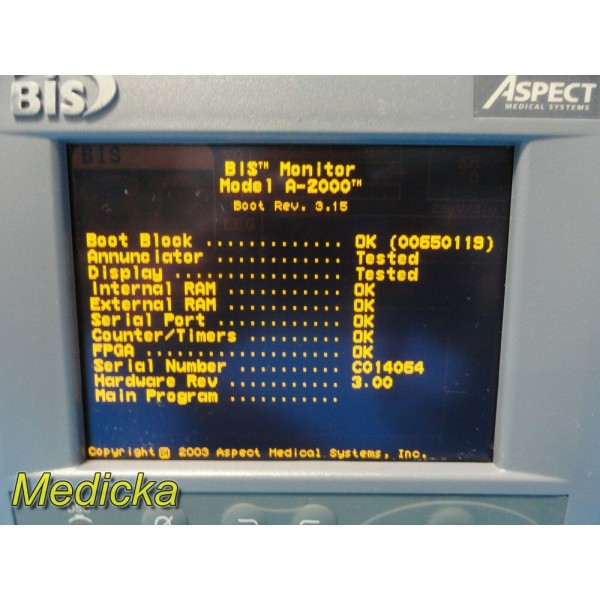 BIS
ASPECT
MEDICAL SYSTEMS
BIS
BIS™ Monitor
Model A-2000™
Boot Rev. 3.15
Boot Block ............. OK (00650119)
Annunciator ............ Tested
Display ................ Tested
Internal RAM ........... OK
External RAM ........... OK
Serial Port ............ OK
Counter/Timers ......... OK
FPGA ................... OK
Serial Number .......... C014064
Hardware Rev ........... 3.00
Main Program ...........
Copyright © 2003 Aspect Medical Systems, Inc.
Medicka